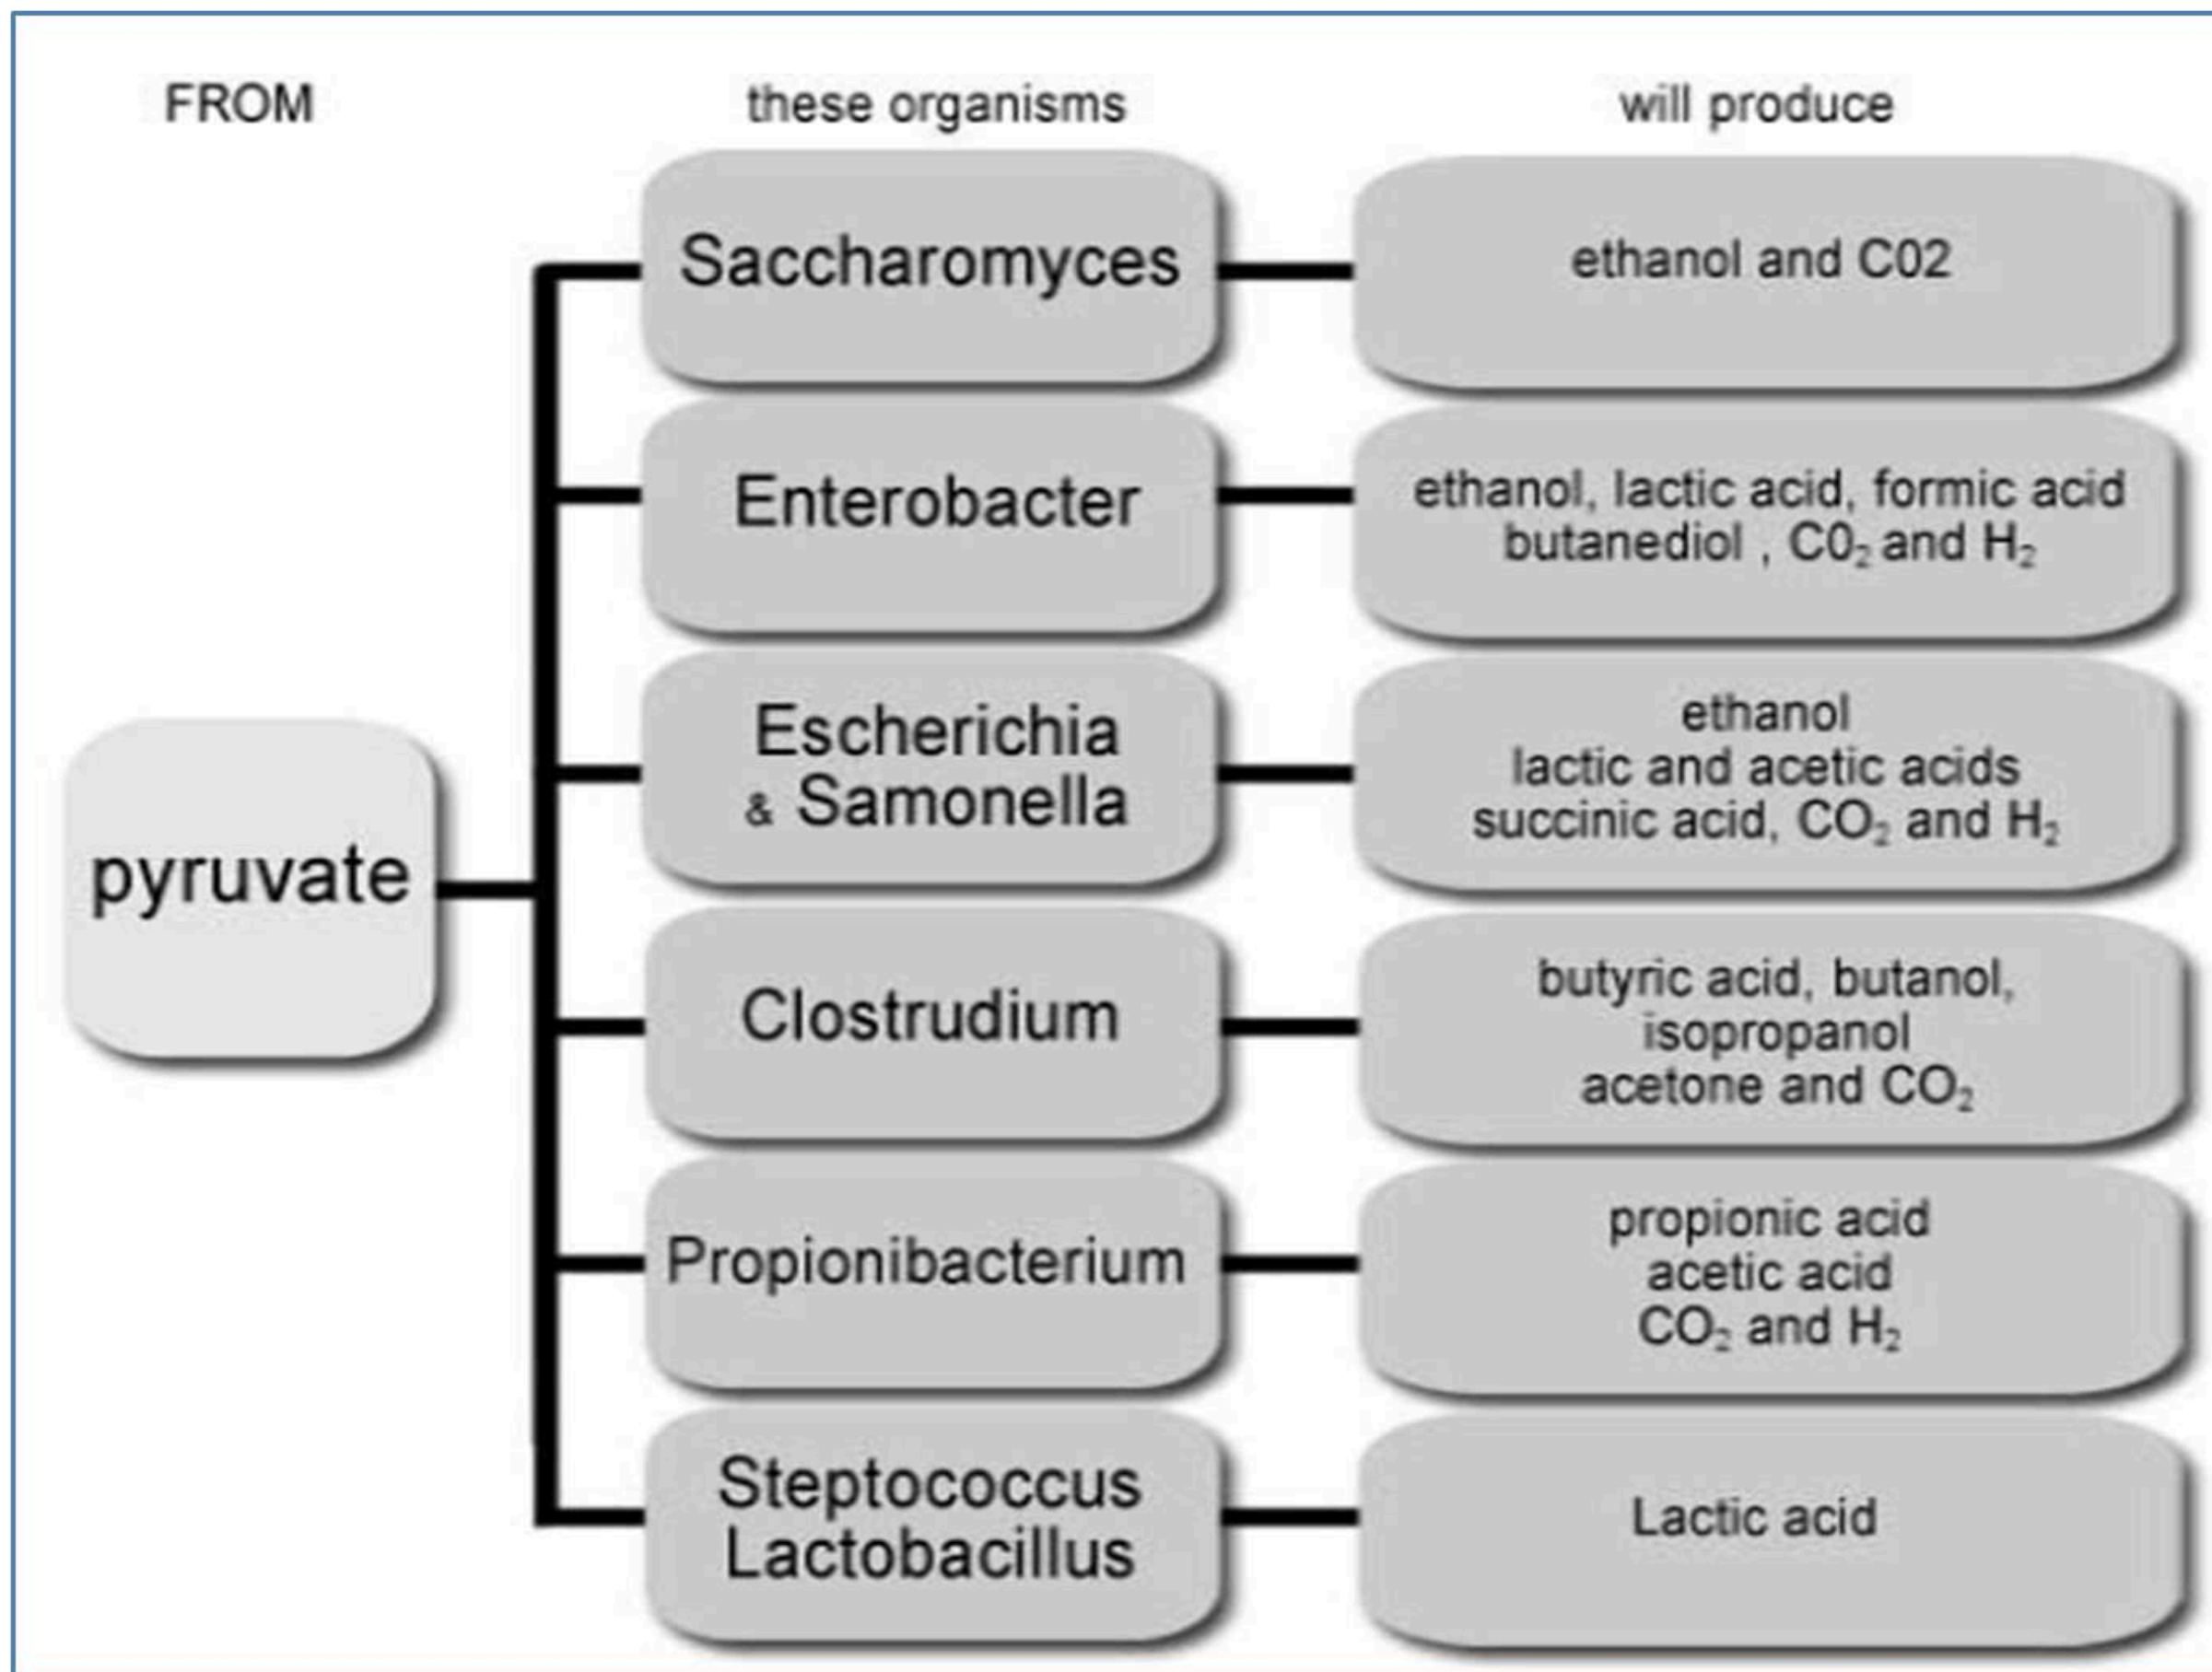 FROM
these organisms
will produce
pyruvate
Saccharomyces
ethanol and C02
Enterobacter
ethanol, lactic acid, formic acid
butanediol , C0₂ and H₂
Escherichia
& Samonella
ethanol
lactic and acetic acids
succinic acid, CO₂ and H₂
Clostrudium
butyric acid, butanol,
isopropanol
acetone and CO₂
Propionibacterium
propionic acid
acetic acid
CO₂ and H₂
Steptococcus
Lactobacillus
Lactic acid